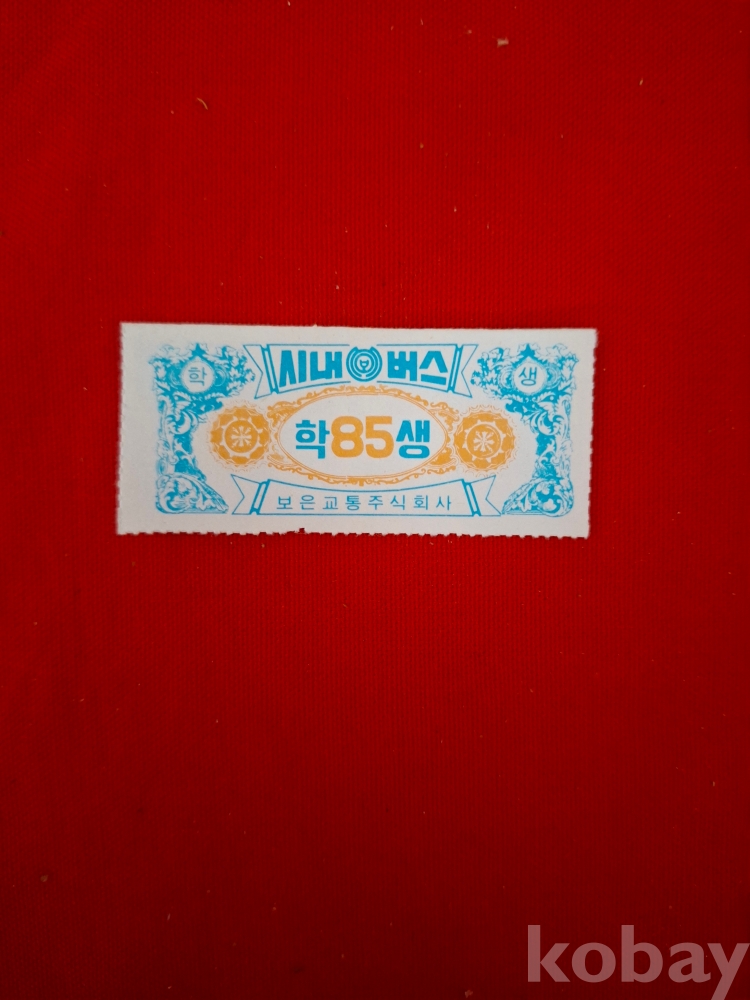 시내 보 버스
학 생
학85생
보은교통주식회사
kobay